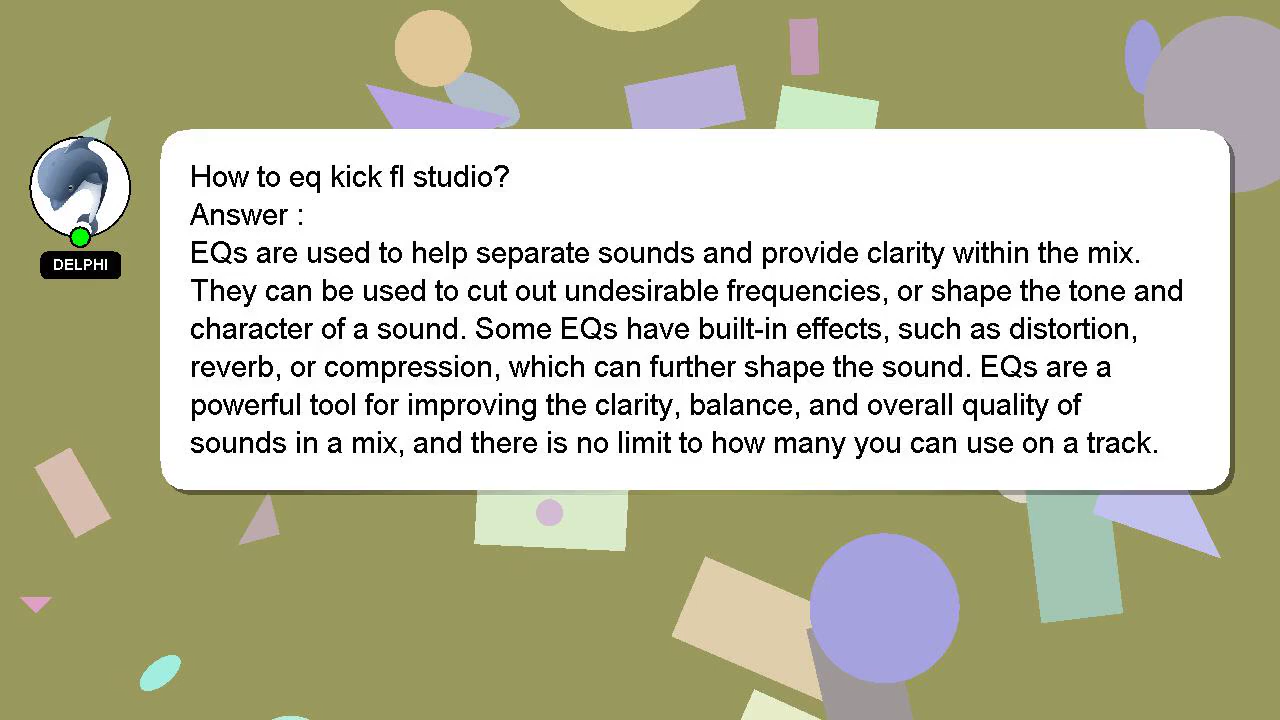 How to eq kick fl studio?
Answer :
EQs are used to help separate sounds and provide clarity within the mix.
They can be used to cut out undesirable frequencies, or shape the tone and
character of a sound. Some EQs have built-in effects, such as distortion,
reverb, or compression, which can further shape the sound. EQs are a
powerful tool for improving the clarity, balance, and overall quality of
sounds in a mix, and there is no limit to how many you can use on a track.
DELPHI